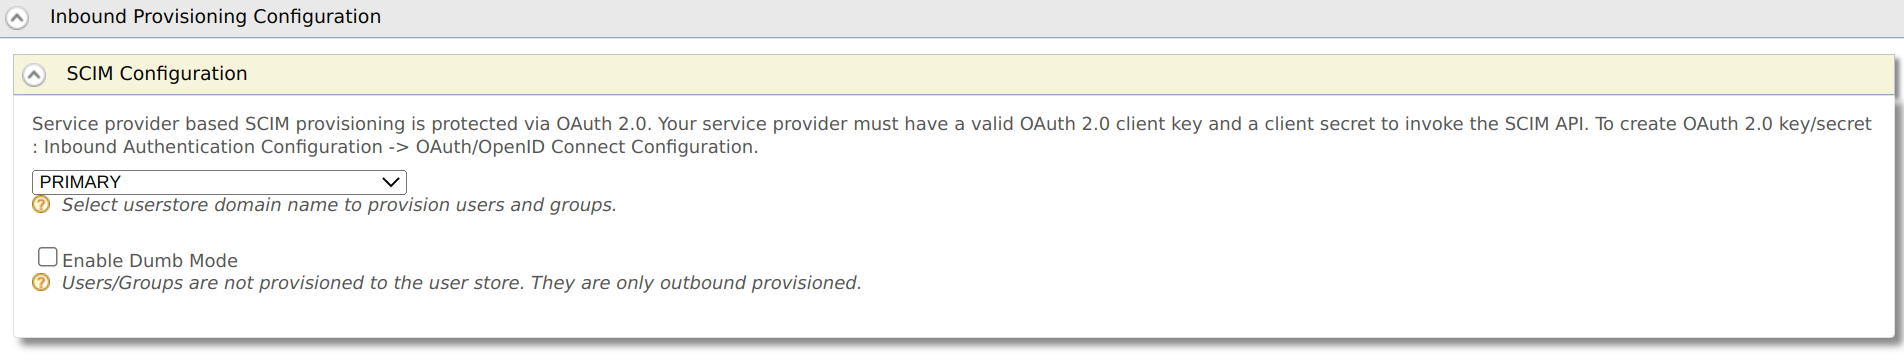 Inbound Provisioning Configuration
SCIM Configuration
Service provider based SCIM provisioning is protected via OAuth 2.0. Your service provider must have a valid OAuth 2.0 client key and a client secret to invoke the SCIM API. To create OAuth 2.0 key/secret
: Inbound Authentication Configuration -> OAuth/OpenID Connect Configuration.
PRIMARY
Select userstore domain name to provision users and groups.
Enable Dumb Mode
Users/Groups are not provisioned to the user store. They are only outbound provisioned.